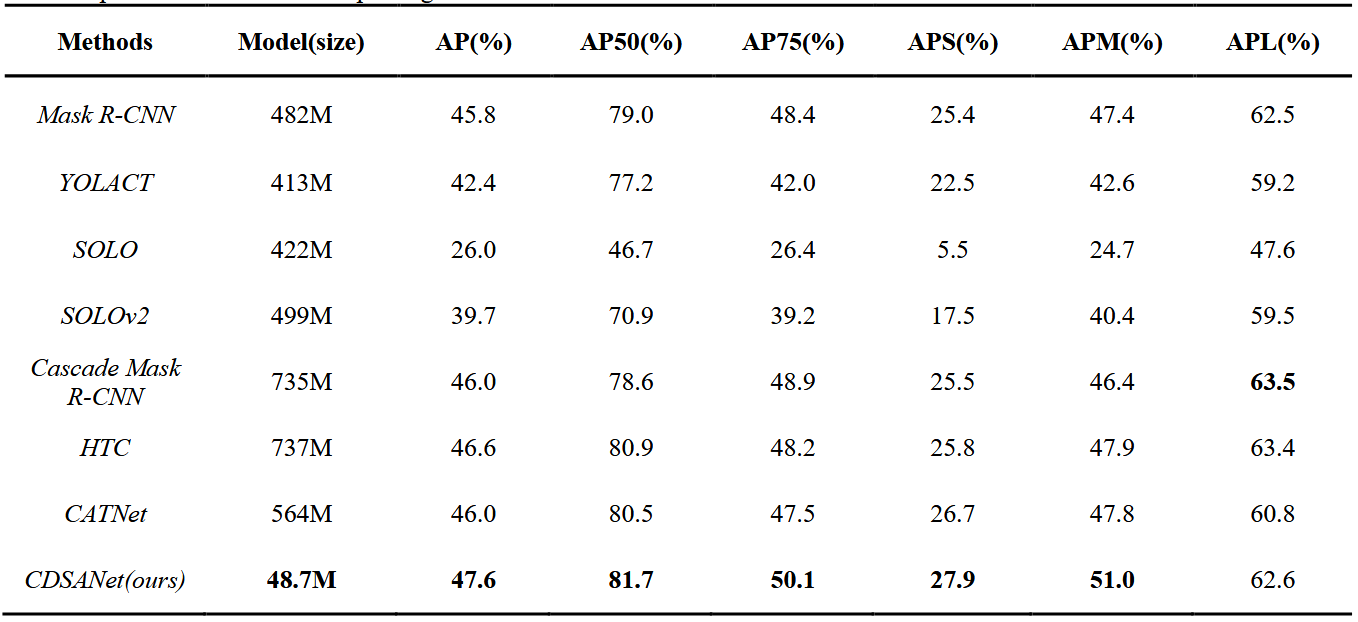 Methods Model(size) AP(%) AP50(%) AP75(%) APS(%) APM(%) APL(%)
Mask R-CNN 482M 45.8 79.0 48.4 25.4 47.4 62.5
YOLACT 413M 42.4 77.2 42.0 22.5 42.6 59.2
SOLO 422M 26.0 46.7 26.4 5.5 24.7 47.6
SOLOv2 499M 39.7 70.9 39.2 17.5 40.4 59.5
Cascade Mask
R-CNN 735M 46.0 78.6 48.9 25.5 46.4 63.5
HTC 737M 46.6 80.9 48.2 25.8 47.9 63.4
CATNet 564M 46.0 80.5 47.5 26.7 47.8 60.8
CDSANet(ours) 48.7M 47.6 81.7 50.1 27.9 51.0 62.6